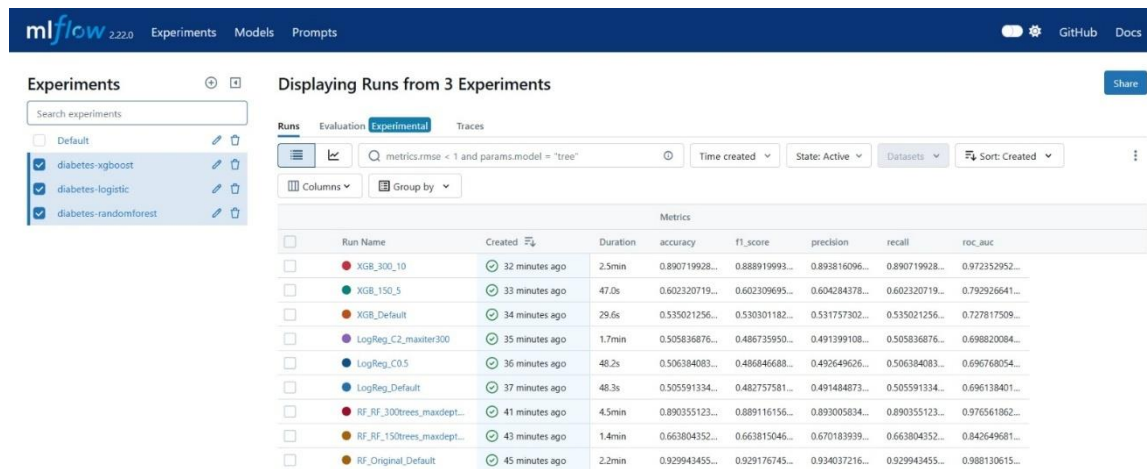 mlflow 2.22.0 Experiments Models Prompts GitHub Docs
Experiments
Search experiments
Default
diabetes-xgboost
diabetes-logistic
diabetes-randomforest
Displaying Runs from 3 Experiments
Share
Runs Evaluation Experimental Traces
metrics.rmse < 1 and params.model = "tree" Time created State: Active Datasets Sort: Created
Columns Group by
Metrics
Run Name Created Duration accuracy f1_score precision recall roc_auc
XGB_300_10 32 minutes ago 2.5min 0.890719928... 0.888919993... 0.893816096... 0.890719928... 0.972352952...
XGB_150_5 33 minutes ago 47.0s 0.602320719... 0.602309695... 0.604284378... 0.602320719... 0.792926641...
XGB_Default 34 minutes ago 29.6s 0.535021256... 0.530301182... 0.531757302... 0.535021256... 0.727817509...
LogReg_C2_maxiter300 35 minutes ago 1.7min 0.505836876... 0.486735950... 0.491399108... 0.505836876... 0.698820084...
LogReg_C0.5 36 minutes ago 48.2s 0.506384083... 0.486846688... 0.492649626... 0.506384083... 0.696768054...
LogReg_Default 37 minutes ago 48.3s 0.505591334... 0.482757581... 0.491484873... 0.505591334... 0.696138401...
RF_RF_300trees_maxdept... 41 minutes ago 4.5min 0.890355123... 0.889116156... 0.893005834... 0.890355123... 0.976561862...
RF_RF_150trees_maxdept... 43 minutes ago 1.4min 0.663804352... 0.663815046... 0.670183939... 0.663804352... 0.842649681...
RF_Original_Default 45 minutes ago 2.2min 0.929943455... 0.929176745... 0.934037216... 0.929943455... 0.988130615...